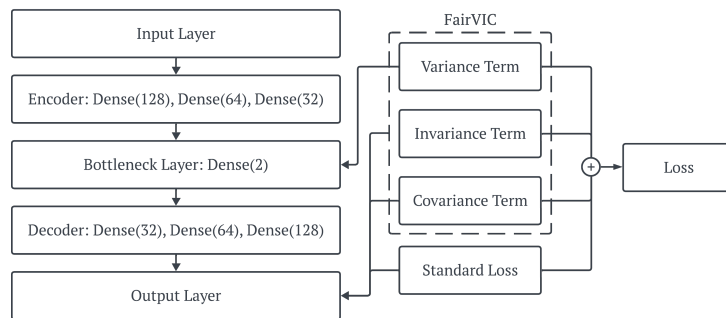 Input Layer
Encoder: Dense(128), Dense(64), Dense(32)
Bottleneck Layer: Dense(2)
Decoder: Dense(32), Dense(64), Dense(128)
Output Layer
FairVIC
Variance Term
Invariance Term
Covariance Term
Standard Loss
+
Loss